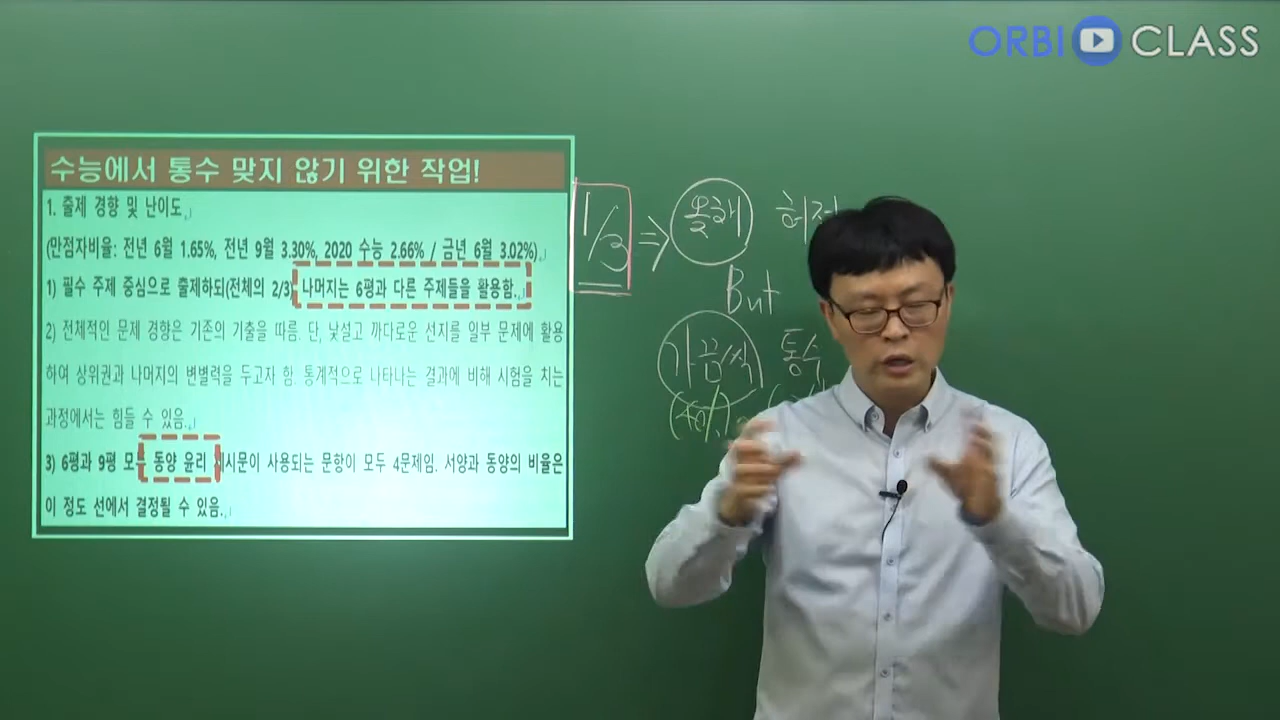 ORBI CLASS
수능에서 통수 맞지 않기 위한 작업!
1. 출제 경향 및 난이도
(만점자비율: 전년 6월 1.65%, 전년 9월 3.30%, 2020 수능 2.66% / 금년 6월 3.02%).
1) 필수 주제 중심으로 출제하되(전체의 2/3) 나머지는 6평과 다른 주제들을 활용함.
2) 전체적인 문제 경향은 기존의 기출을 따름. 단, 낯설고 까다로운 선지를 일부 문제에 활용
하여 상위권과 나머지의 변별력을 두고자 함. 통계적으로 나타나는 결과에 비해 시험을 치는
과정에서는 힘들 수 있음.
3) 6평과 9평 모두 동양 윤리 제시문이 사용되는 문항이 모두 4문제임. 서양과 동양의 비율은
이 정도 선에서 결정될 수 있음.
1/3 ⇒ 올해
But
가끔씩 통수
(40%)